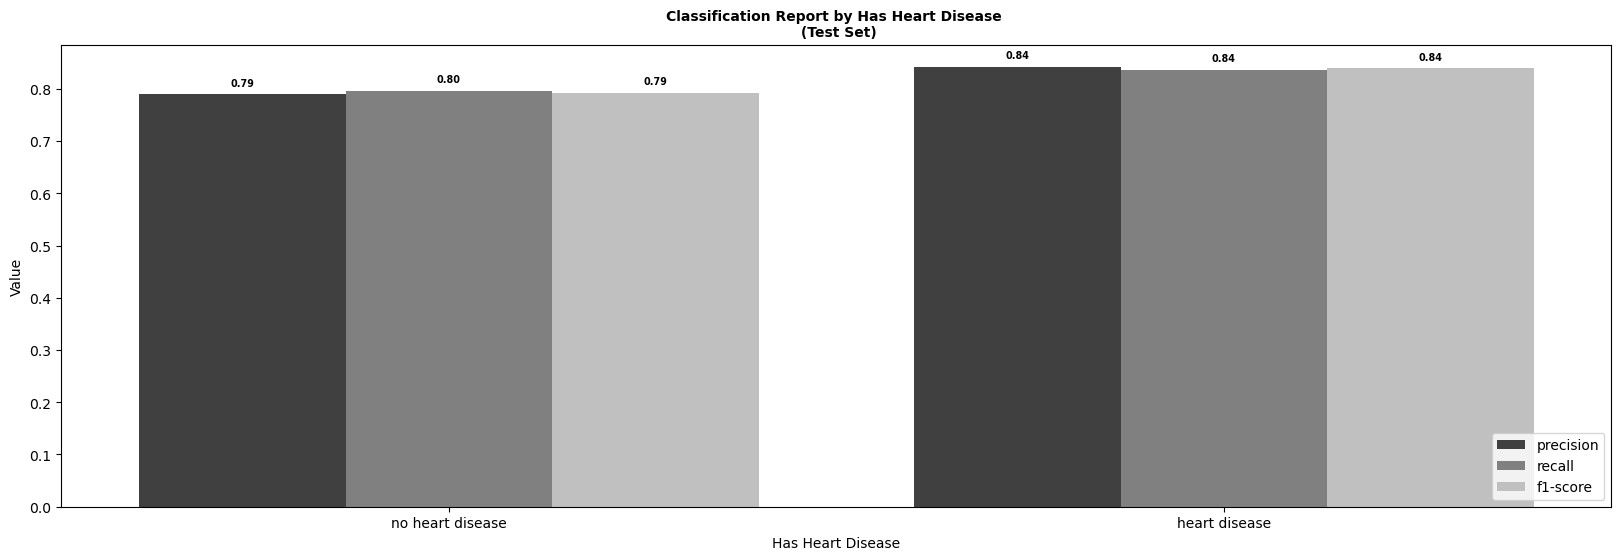 Classification Report by Has Heart Disease
(Test Set)
Value
0.8
0.7
0.6
0.5
0.4
0.3
0.2
0.1
0.0
0.79
0.80
0.79
0.84
0.84
0.84
precision
recall
f1-score
no heart disease
heart disease
Has Heart Disease